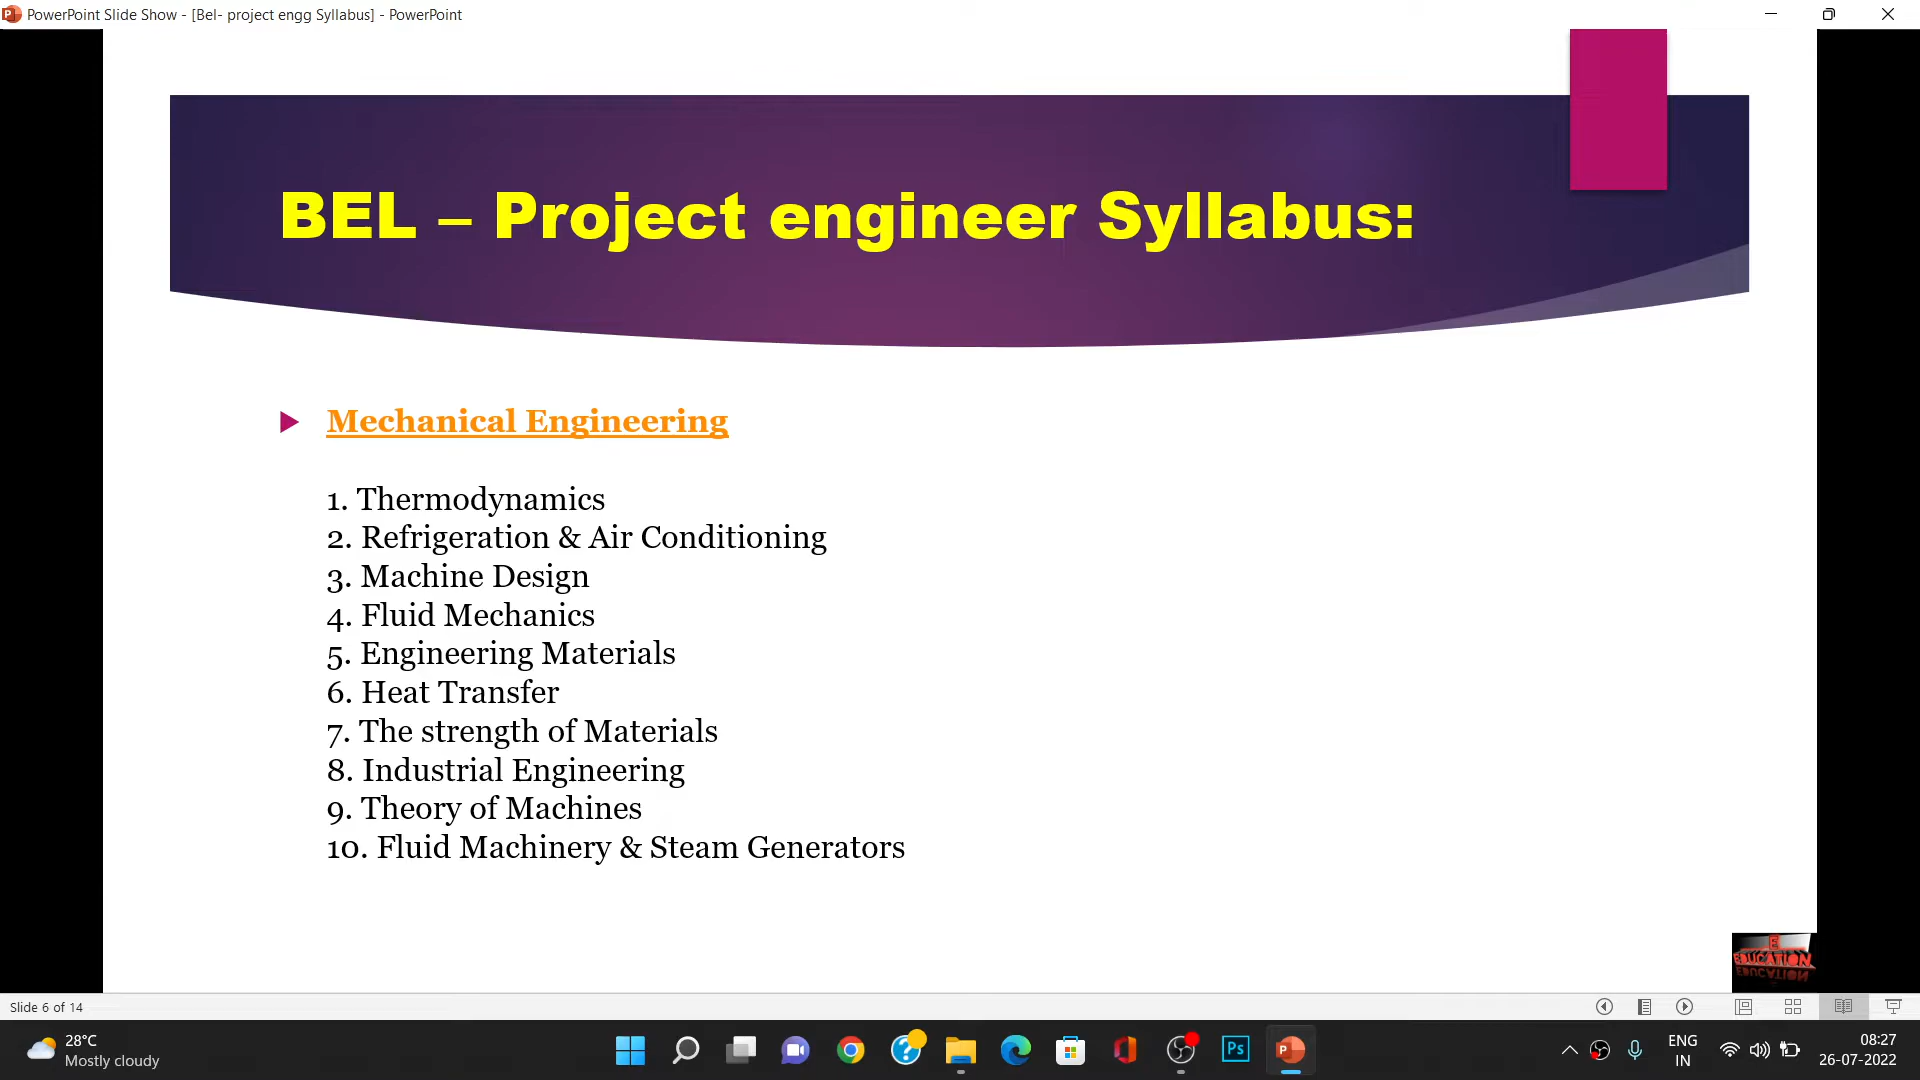 PowerPoint Slide Show - [Bel- project engg Syllabus] - PowerPoint
BEL – Project engineer Syllabus:
Mechanical Engineering
1. Thermodynamics
2. Refrigeration & Air Conditioning
3. Machine Design
4. Fluid Mechanics
5. Engineering Materials
6. Heat Transfer
7. The strength of Materials
8. Industrial Engineering
9. Theory of Machines
10. Fluid Machinery & Steam Generators
E
EDUCATION
Slide 6 of 14
28°C
Mostly cloudy
Ps
ENG
IN
08:27
26-07-2022